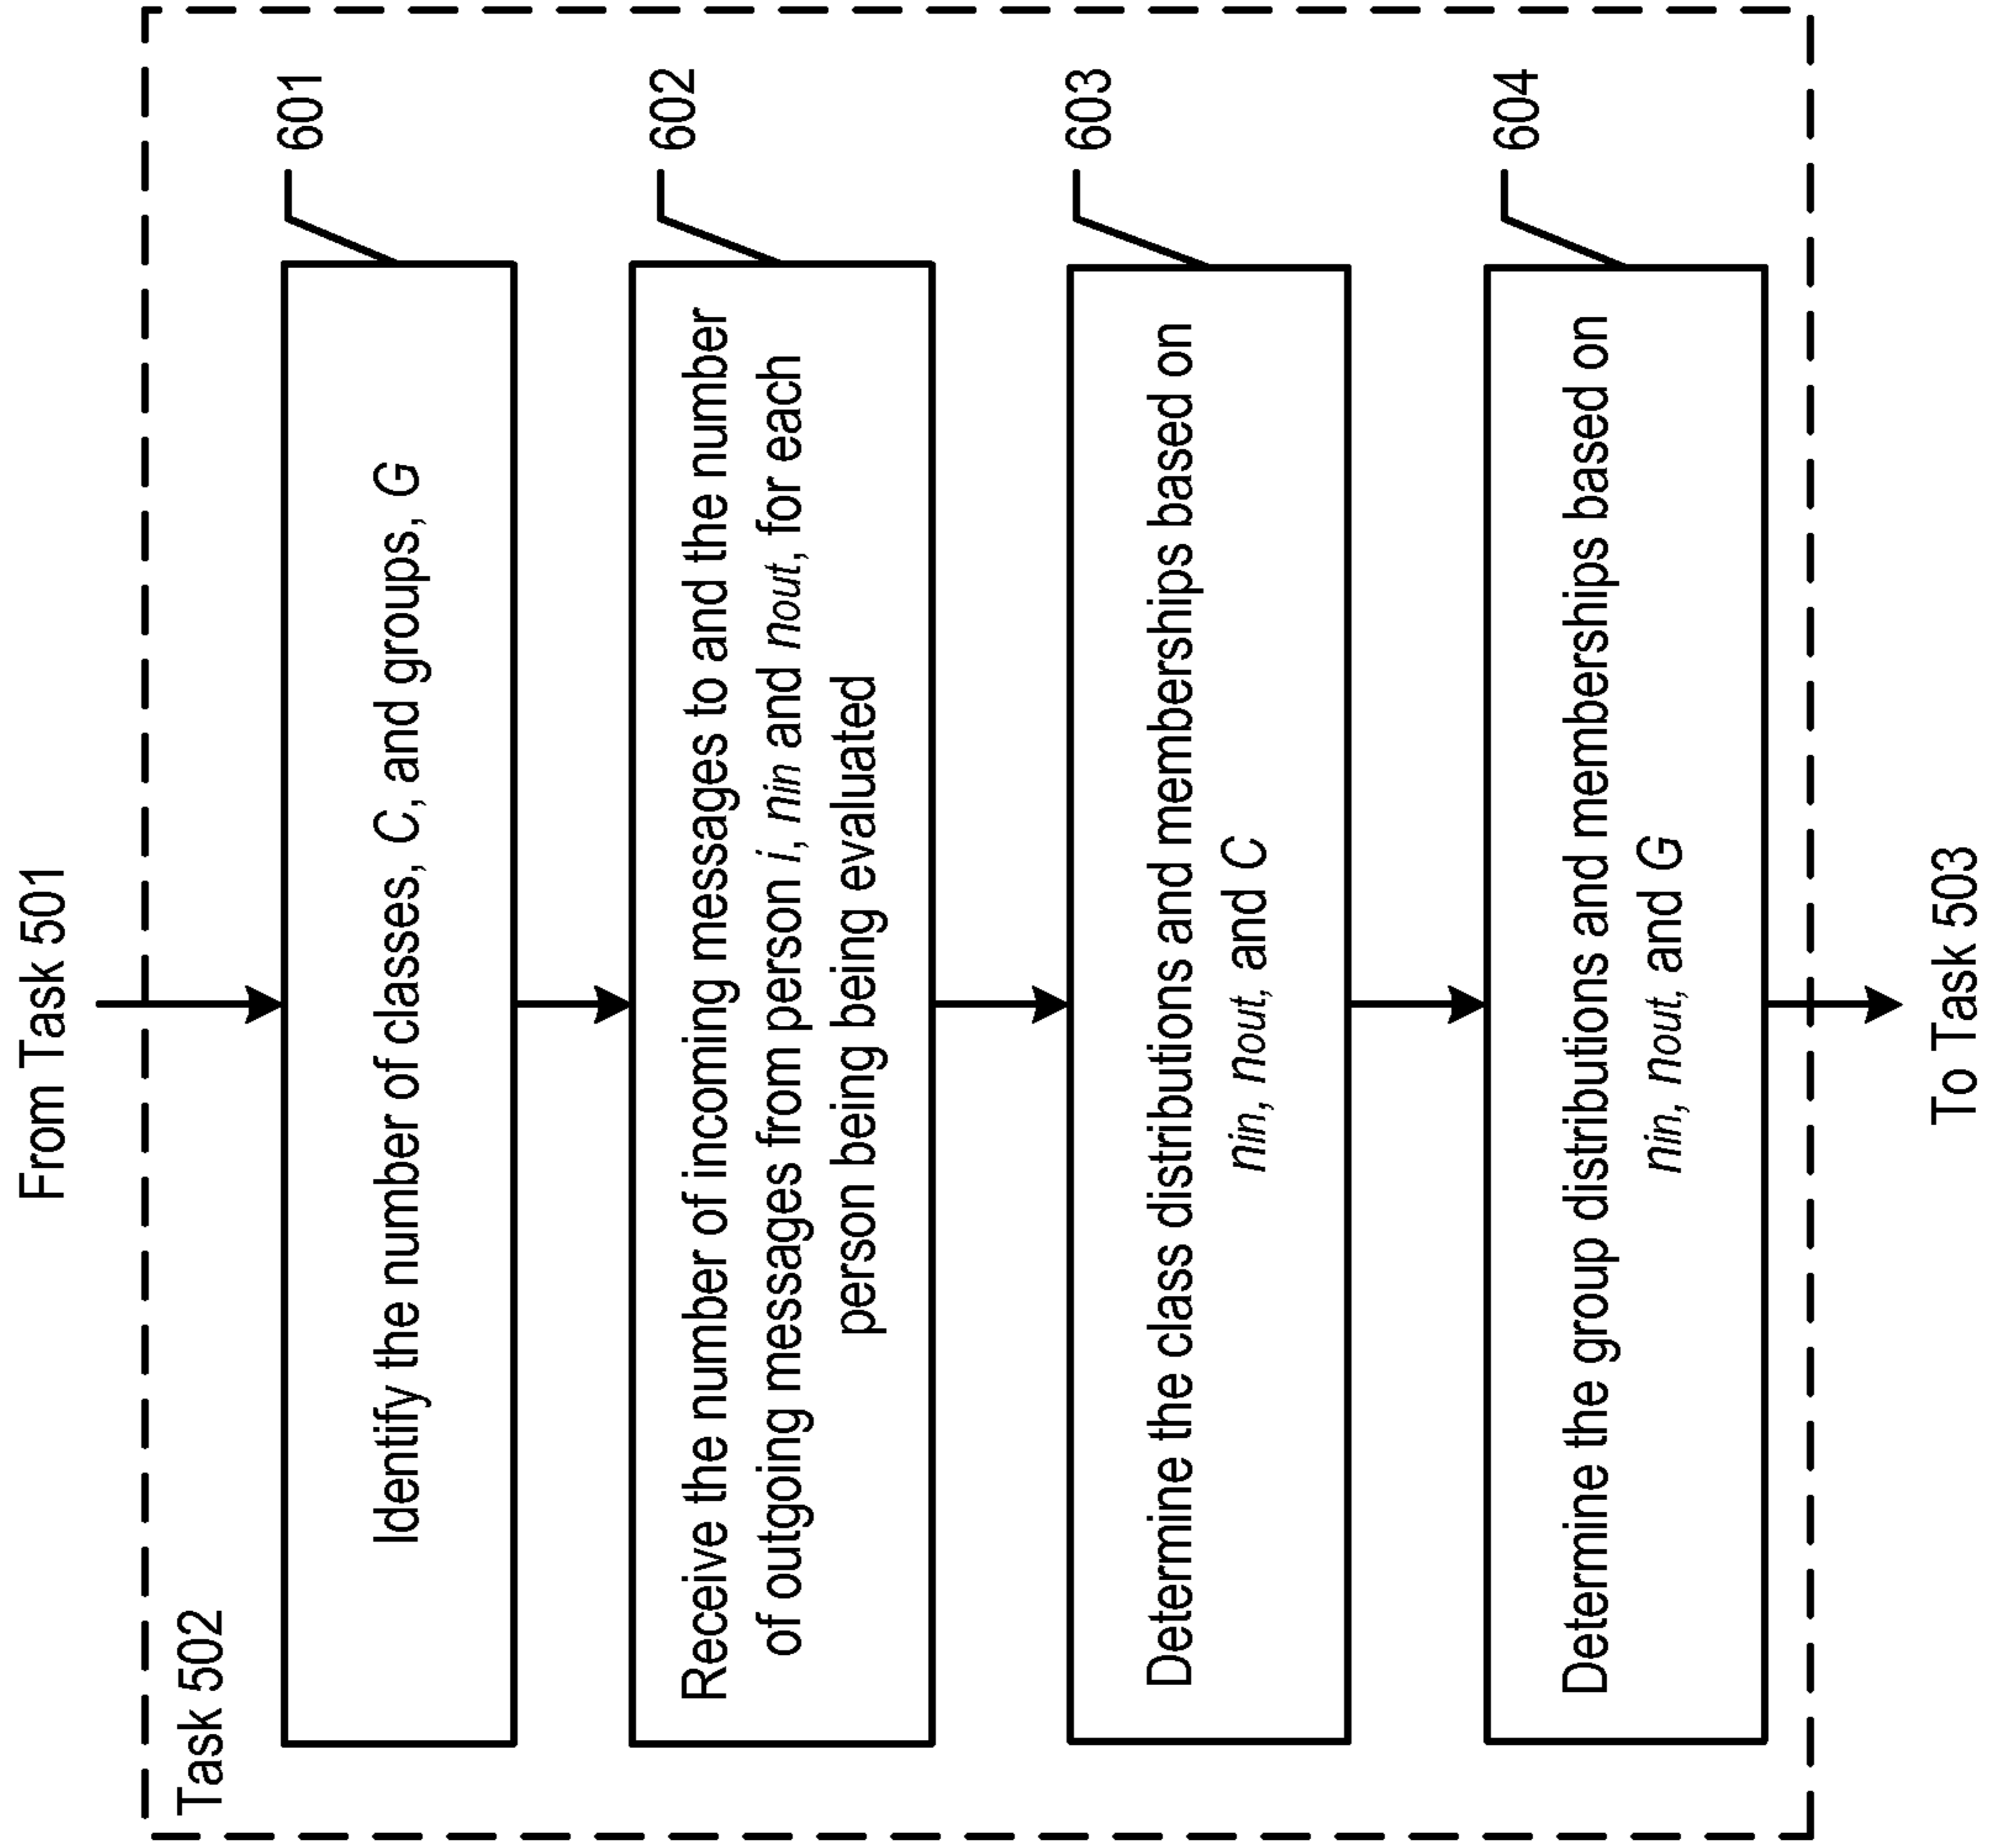 From Task 501
Task 502
601
Identify the number of classes, C, and groups, G
602
Receive the number of incoming messages to and the number
of outgoing messages from person i, nin and nout, for each
person being being evaluated
603
Determine the class distributions and memberships based on
nin, nout, and C
604
Determine the group distributions and memberships based on
nin, nout, and G
To Task 503